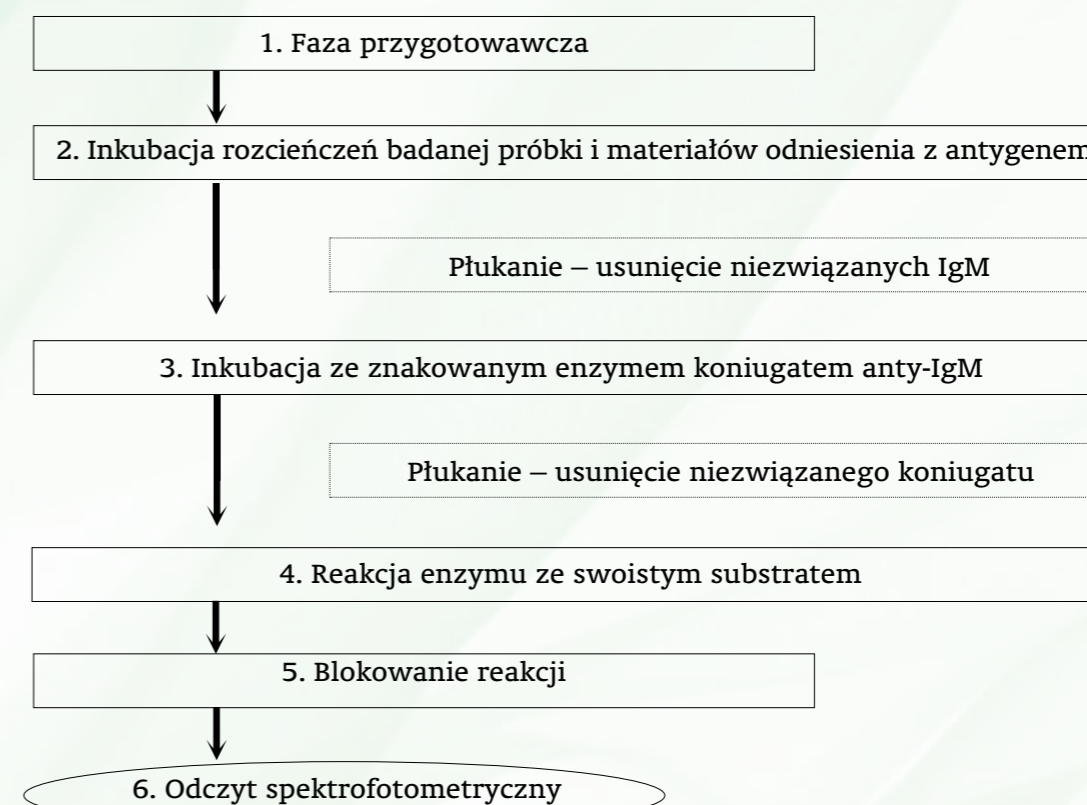 1. Faza przygotowawcza
2. Inkubacja rozcieńczeń badanej próbki i materiałów odniesienia z antygenem
Płukanie – usunięcie niezwiązanych IgM
3. Inkubacja ze znakowanym enzymem koniugatem anty-IgM
Płukanie – usunięcie niezwiązanego koniugatu
4. Reakcja enzymu ze swoistym substratem
5. Blokowanie reakcji
6. Odczyt spektrofotometryczny